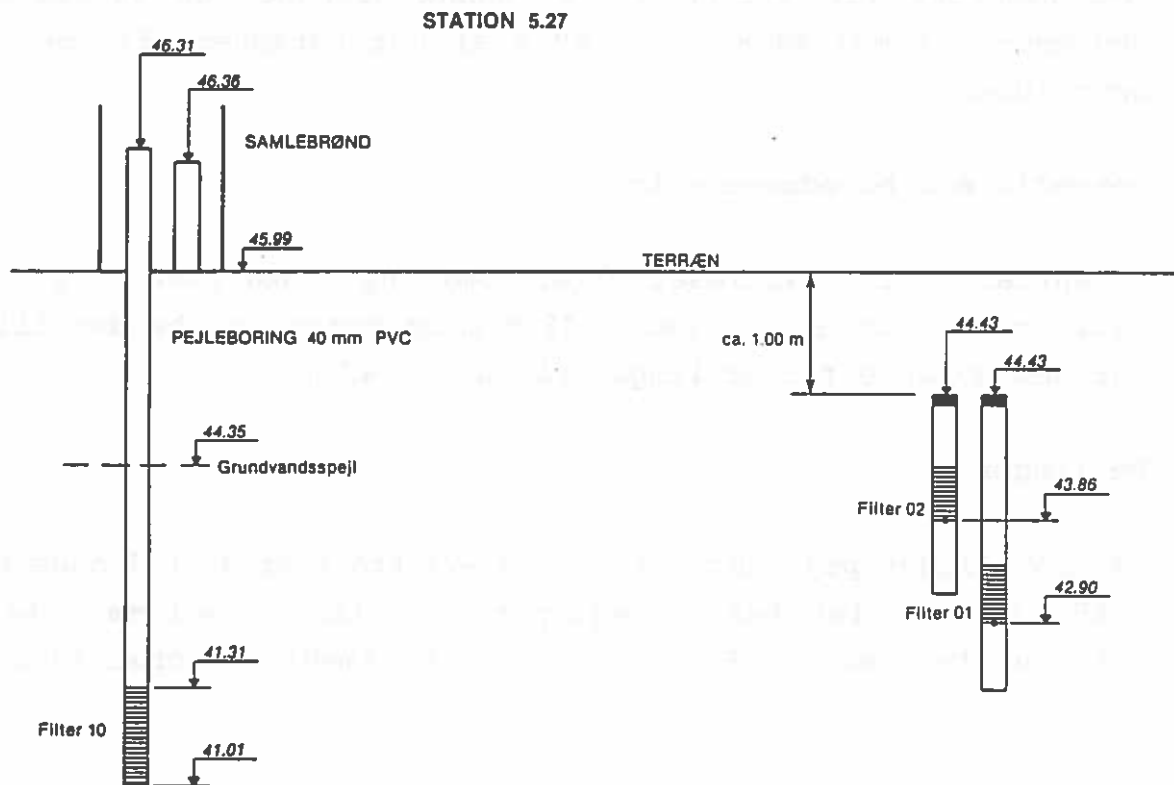 STATION 5.27
46.31
46.36
SAMLEBRØND
45.99
TERRÆN
PEJLEBORING 40 mm PVC
ca. 1.00 m
44.43
44.43
44.35
Grundvandsspejl
Filter 02
43.86
Filter 01
42.90
41.31
Filter 10
41.01